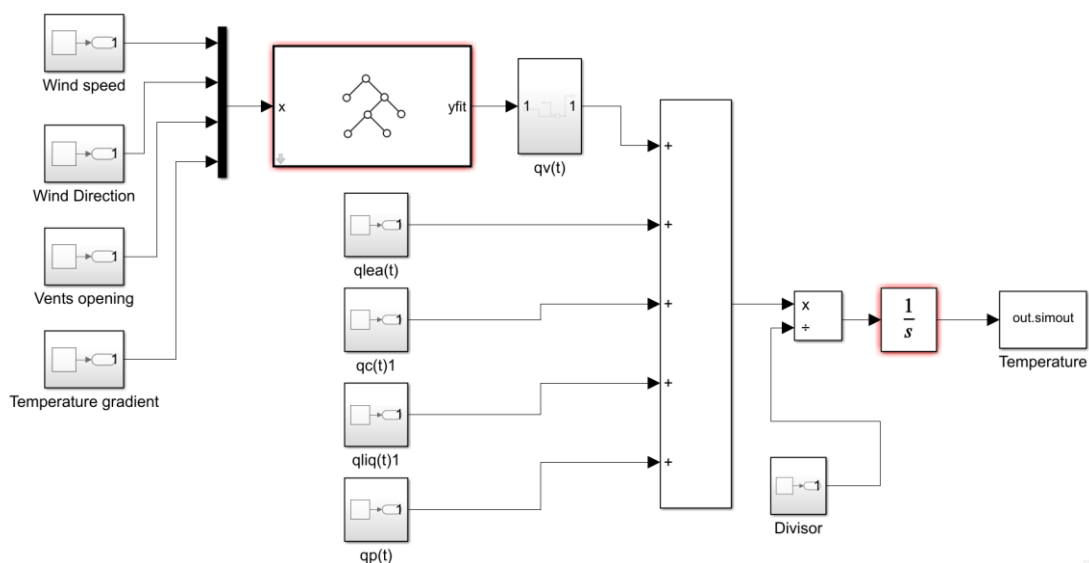 1
Wind speed
1
Wind Direction
1
Vents opening
1
Temperature gradient
x
yfit
1 1
qv(t)
1
qlea(t)
1
qc(t)1
1
qliq(t)1
1
qp(t)
+
+
+
+
+
1
Divisor
x
÷
1
s
out.simout
Temperature